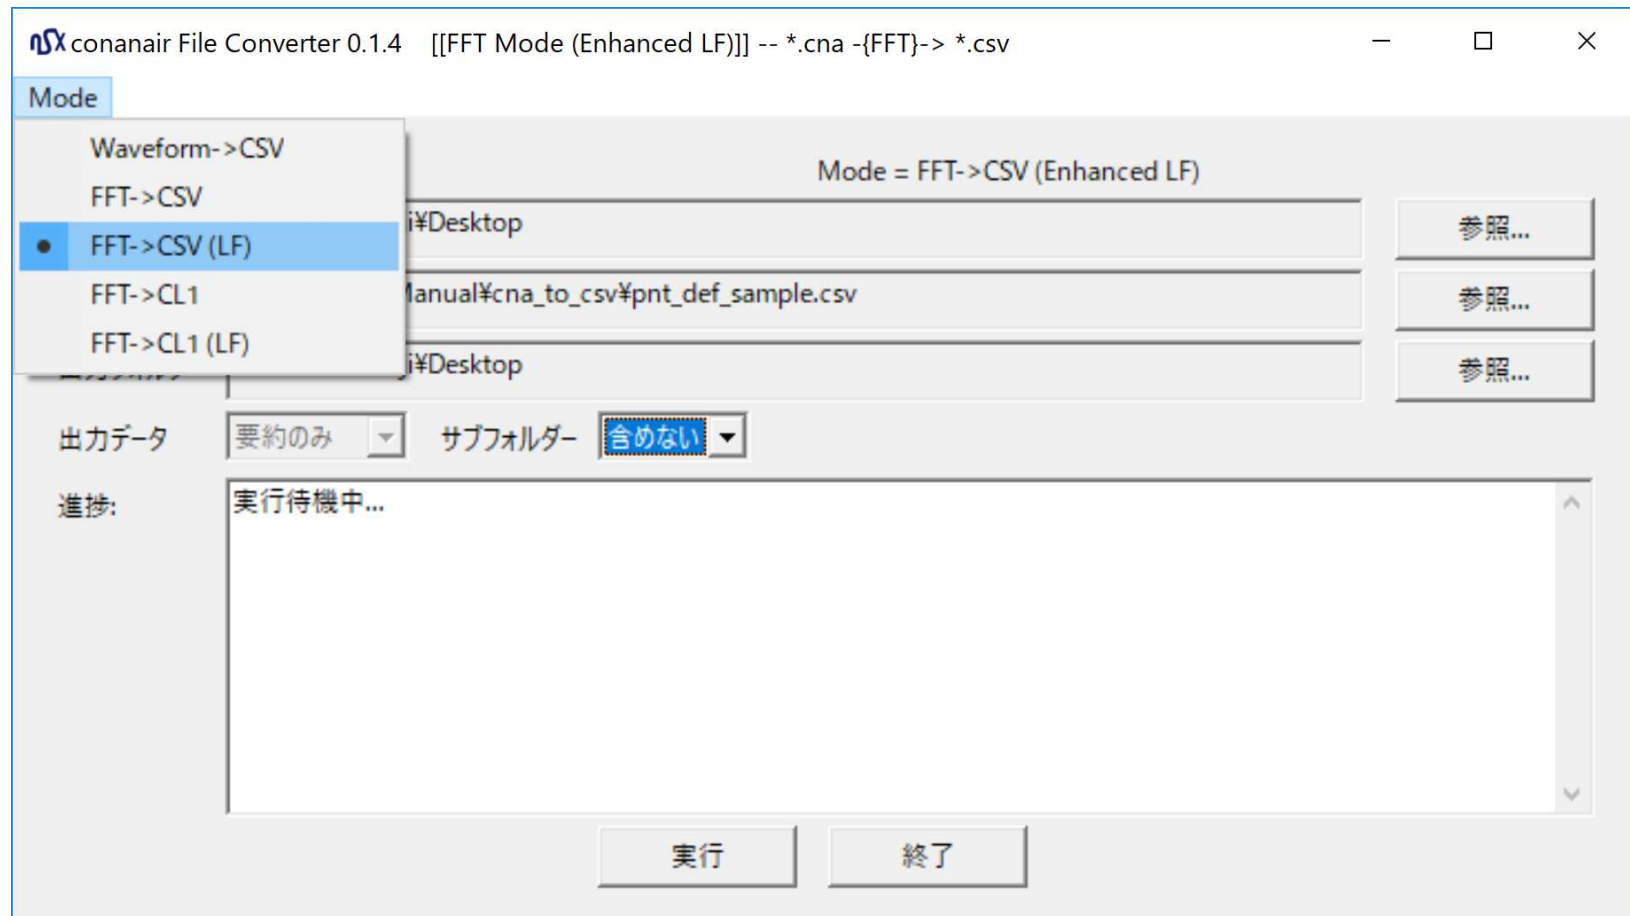 NSX conanair File Converter 0.1.4 [[FFT Mode (Enhanced LF)]] -- *.cna -{FFT}-> *.csv
Mode
Waveform->CSV
FFT->CSV
FFT->CSV (LF)
FFT->CL1
FFT->CL1 (LF)
Mode = FFT->CSV (Enhanced LF)
i¥Desktop
参照...
Manual¥cna_to_csv¥pnt_def_sample.csv
参照...
i¥Desktop
参照...
出力データ 要約のみ サブフォルダー 含めない
進捗: 実行待機中...
実行 終了